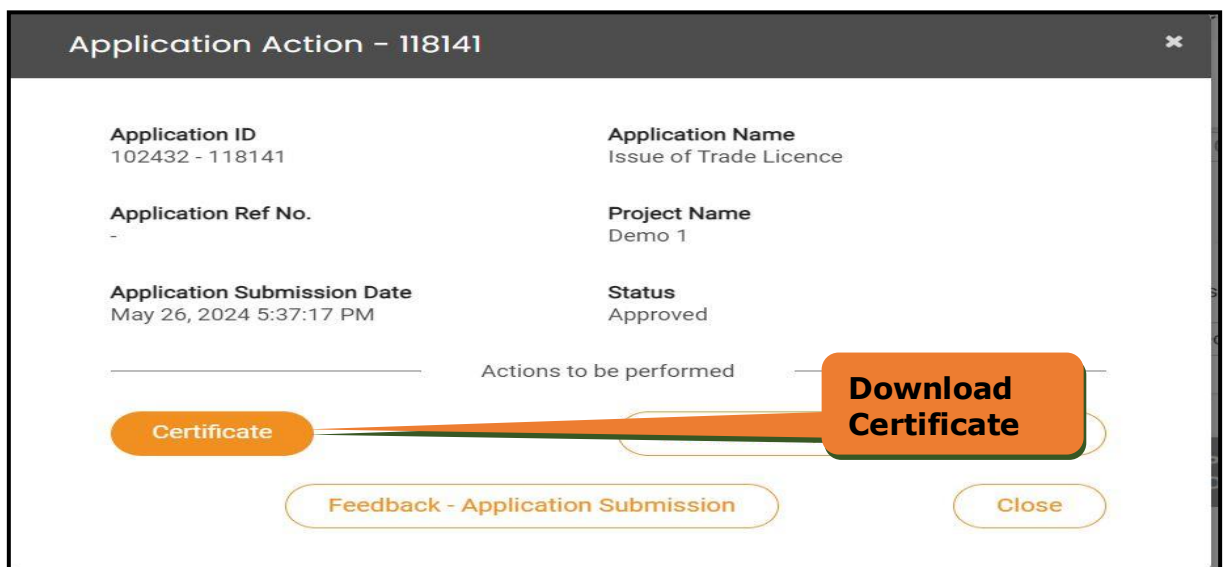 Application Action - 118141
Application ID
102432 - 118141
Application Name
Issue of Trade Licence
Application Ref No.
-
Project Name
Demo 1
Application Submission Date
May 26, 2024 5:37:17 PM
Status
Approved
Actions to be performed
Download
Certificate
Certificate
Feedback - Application Submission
Close